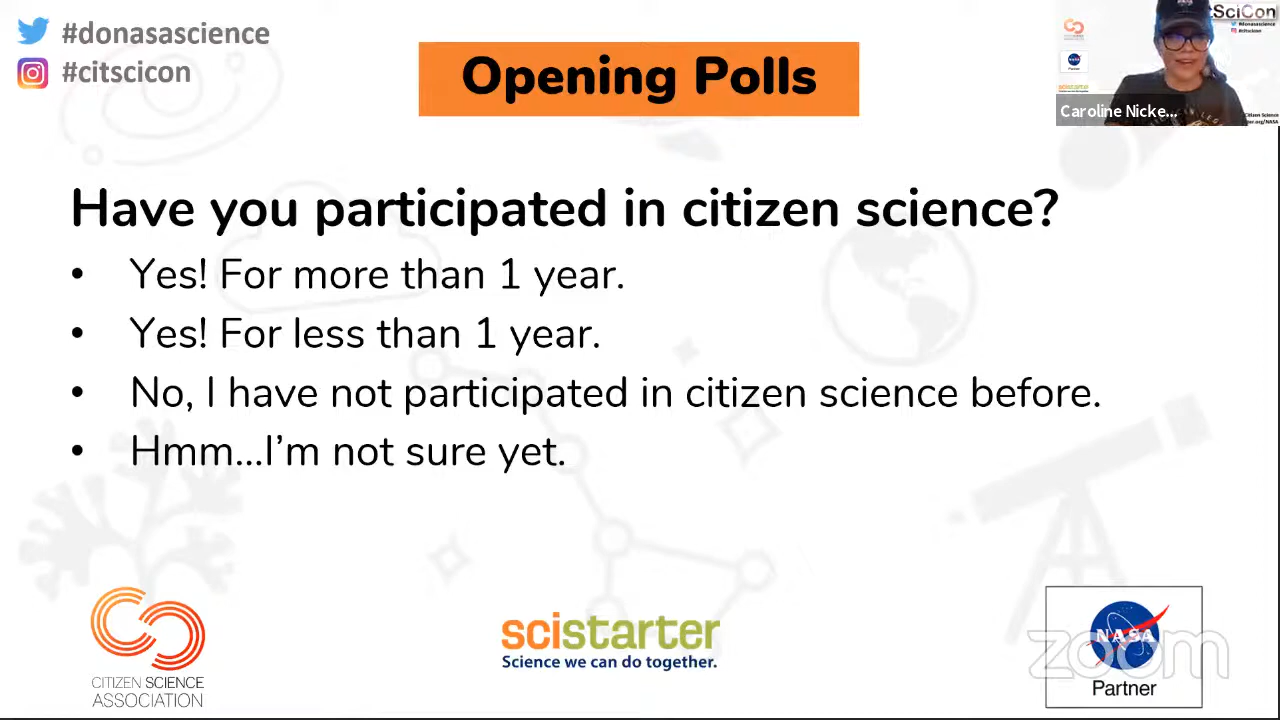 #donasascience
#citscicon
Opening Polls
SciCon
Caroline Nicke...
Have you participated in citizen science?
• Yes! For more than 1 year.
• Yes! For less than 1 year.
• No, I have not participated in citizen science before.
• Hmm...I'm not sure yet.
CITIZEN SCIENCE
ASSOCIATION
scistarter
Science we can do together.
NASA
zoom
Partner